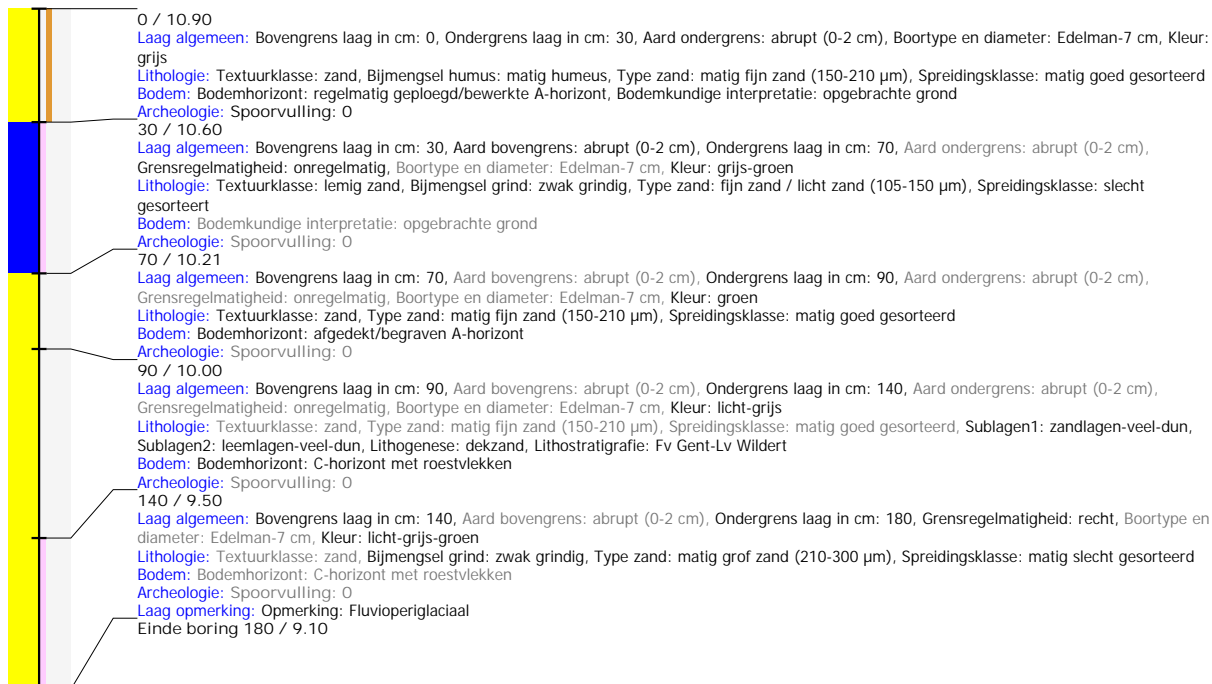 0 / 10.90
Laag algemeen: Bovengrens laag in cm: 0, Ondergrens laag in cm: 30, Aard ondergrens: abrupt (0-2 cm), Boortype en diameter: Edelman-7 cm, Kleur:
grijs
Lithologie: Textuurklasse: zand, Bijmengsel humus: matig humeus, Type zand: matig fijn zand (150-210 µm), Spreidingsklasse: matig goed gesorteerd
Bodem: Bodemhorizont: regelmatig geploegd/bewerkte A-horizont, Bodemkundige interpretatie: opgebrachte grond
Archeologie: Spoorvulling: 0
30 / 10.60
Laag algemeen: Bovengrens laag in cm: 30, Aard bovengrens: abrupt (0-2 cm), Ondergrens laag in cm: 70, Aard ondergrens: abrupt (0-2 cm),
Grensregelmatigheid: onregelmatig, Boortype en diameter: Edelman-7 cm, Kleur: grijs-groen
Lithologie: Textuurklasse: lemig zand, Bijmengsel grind: zwak grindig, Type zand: fijn zand / licht zand (105-150 µm), Spreidingsklasse: slecht
gesorteert
Bodem: Bodemkundige interpretatie: opgebrachte grond
Archeologie: Spoorvulling: 0
70 / 10.21
Laag algemeen: Bovengrens laag in cm: 70, Aard bovengrens: abrupt (0-2 cm), Ondergrens laag in cm: 90, Aard ondergrens: abrupt (0-2 cm),
Grensregelmatigheid: onregelmatig, Boortype en diameter: Edelman-7 cm, Kleur: groen
Lithologie: Textuurklasse: zand, Type zand: matig fijn zand (150-210 µm), Spreidingsklasse: matig goed gesorteerd
Bodem: Bodemhorizont: afgedekt/begraven A-horizont
Archeologie: Spoorvulling: 0
90 / 10.00
Laag algemeen: Bovengrens laag in cm: 90, Aard bovengrens: abrupt (0-2 cm), Ondergrens laag in cm: 140, Aard ondergrens: abrupt (0-2 cm),
Grensregelmatigheid: onregelmatig, Boortype en diameter: Edelman-7 cm, Kleur: licht-grijs
Lithologie: Textuurklasse: zand, Type zand: matig fijn zand (150-210 µm), Spreidingsklasse: matig goed gesorteerd, Sublagen1: zandlagen-veel-dun,
Sublagen2: leemlagen-veel-dun, Lithogenese: dekzand, Lithostratigrafie: Fv Gent-Lv Wildert
Bodem: Bodemhorizont: C-horizont met roestvlekken
Archeologie: Spoorvulling: 0
140 / 9.50
Laag algemeen: Bovengrens laag in cm: 140, Aard bovengrens: abrupt (0-2 cm), Ondergrens laag in cm: 180, Grensregelmatigheid: recht, Boortype en
diameter: Edelman-7 cm, Kleur: licht-grijs-groen
Lithologie: Textuurklasse: zand, Bijmengsel grind: zwak grindig, Type zand: matig grof zand (210-300 µm), Spreidingsklasse: matig slecht gesorteerd
Bodem: Bodemhorizont: C-horizont met roestvlekken
Archeologie: Spoorvulling: 0
Laag opmerking: Opmerking: Fluvioperiglaciaal
Einde boring 180 / 9.10